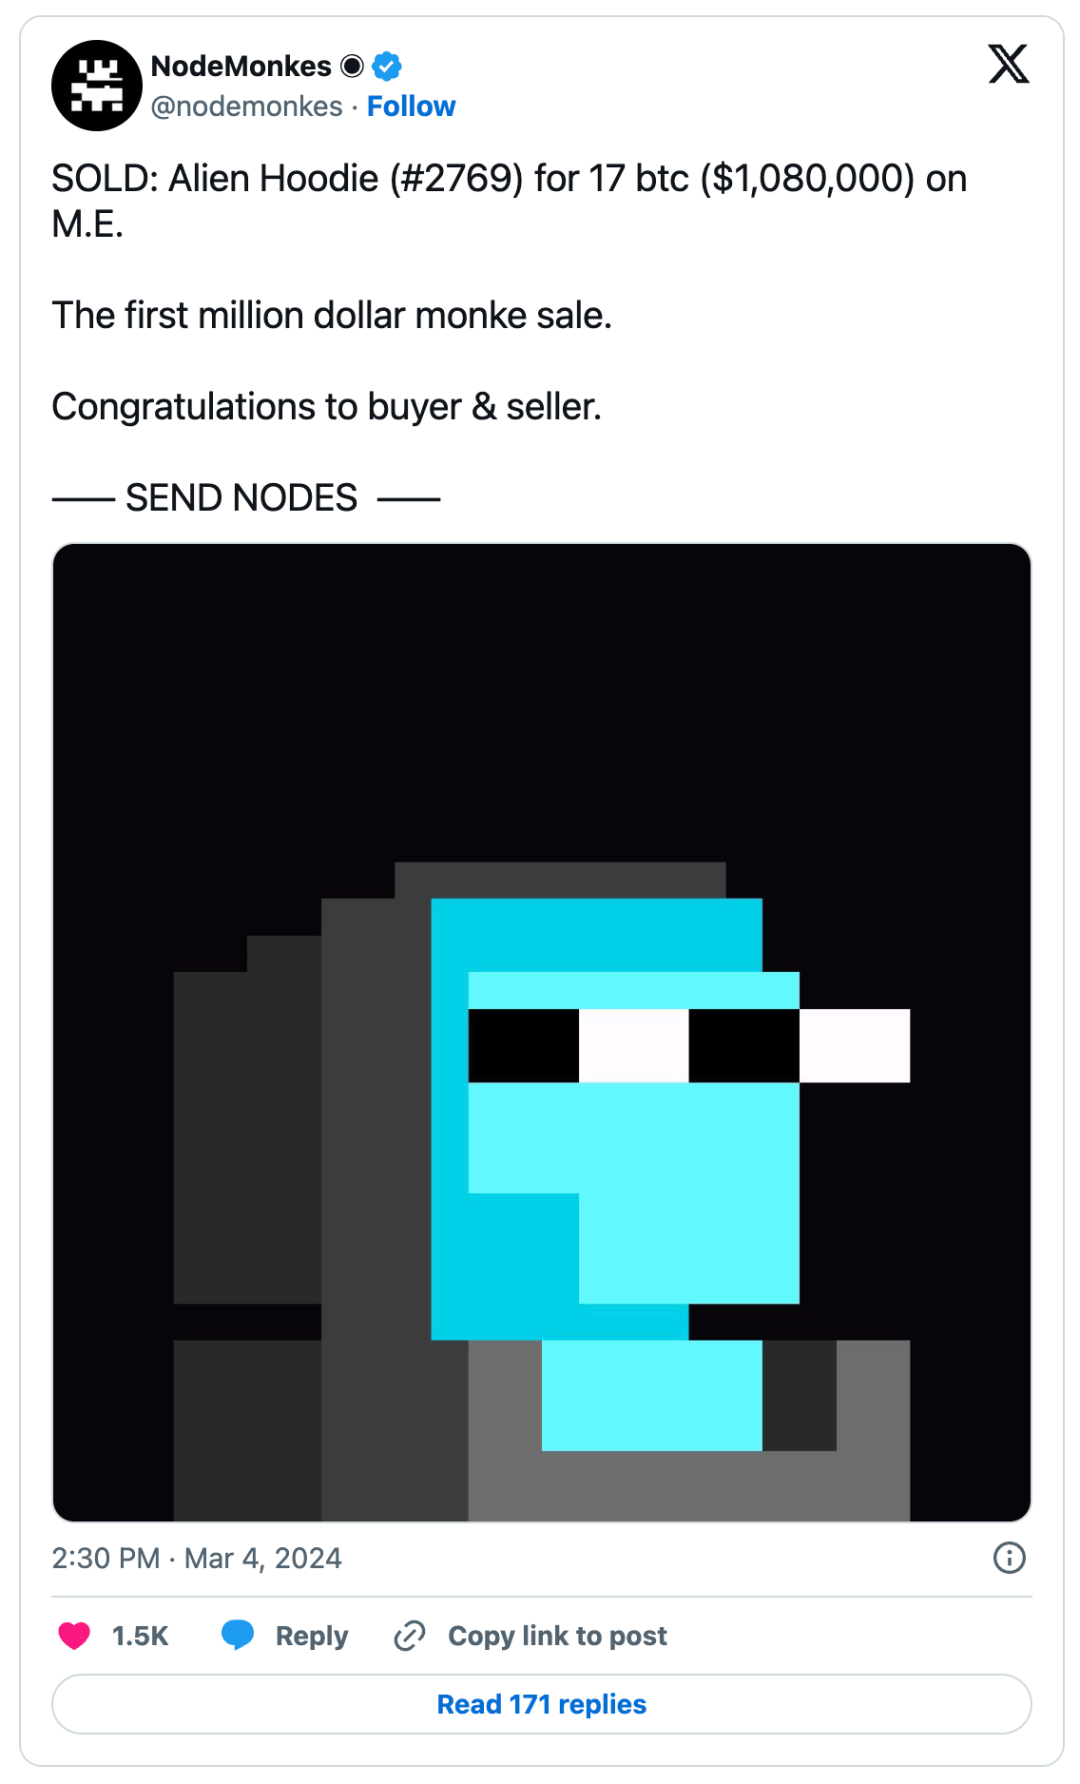 NodeMonkes ◉
@nodemonkes · Follow
SOLD: Alien Hoodie (#2769) for 17 btc ($1,080,000) on
M.E.
The first million dollar monke sale.
Congratulations to buyer & seller.
—— SEND NODES ——
2:30 PM · Mar 4, 2024
1.5K Reply Copy link to post
Read 171 replies